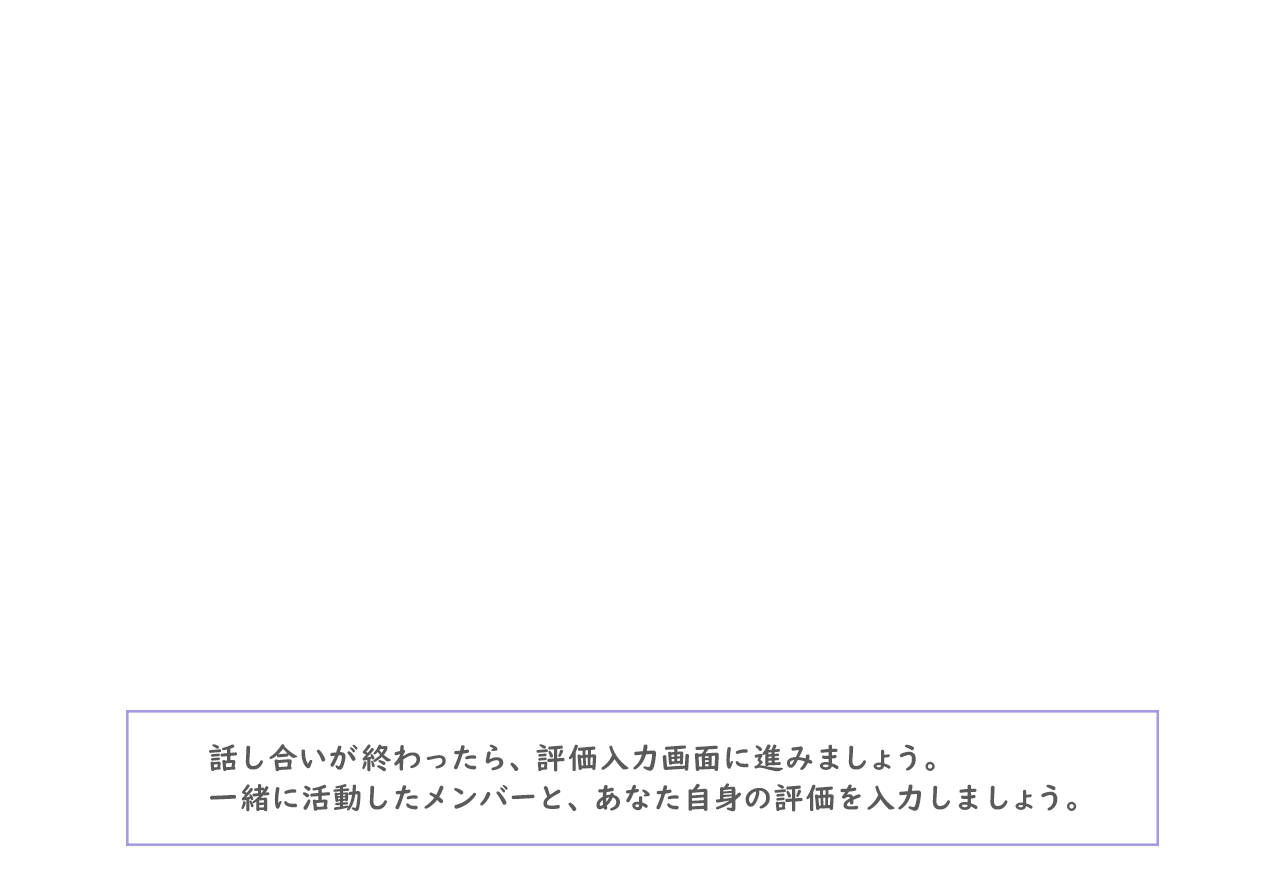 話し合いが終わったら、評価入力画面に進みましょう。
一緒に活動したメンバーと、あなた自身の評価を入力しましょう。